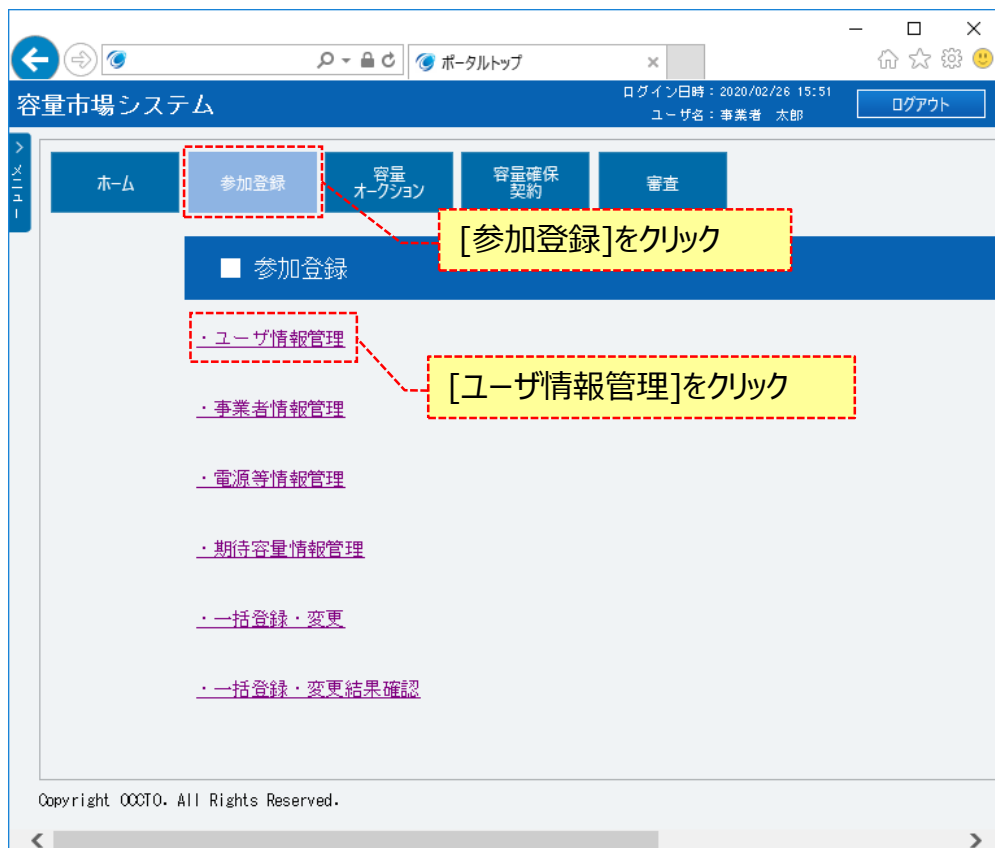 ポータルトップ
容量市場システム
ログイン日時：2020/02/26 15:51
ユーザ名：事業者　太郎
ログアウト
メニュー
ホーム
参加登録
容量
オークション
容量確保
契約
審査
[参加登録]をクリック
■ 参加登録
・ユーザ情報管理
[ユーザ情報管理]をクリック
・事業者情報管理
・電源等情報管理
・期待容量情報管理
・一括登録・変更
・一括登録・変更結果確認
Copyright OCCTO. All Rights Reserved.